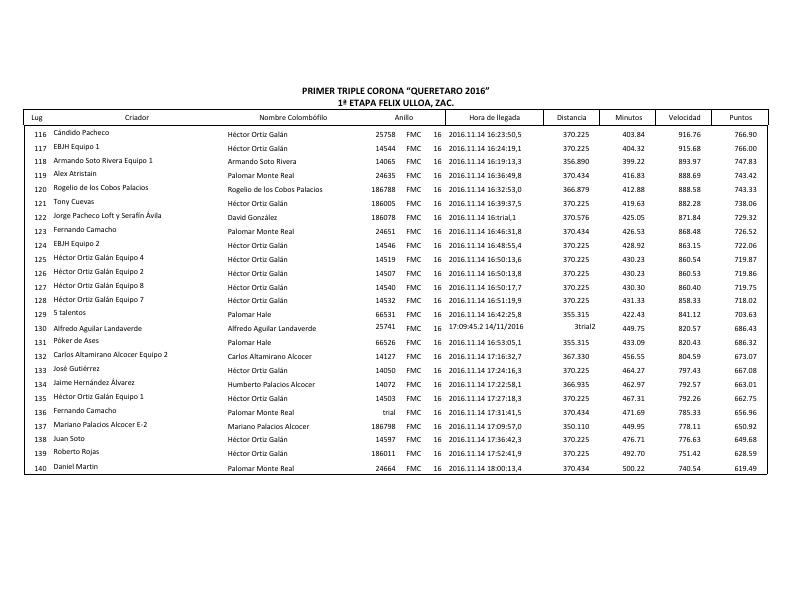 PRIMER TRIPLE CORONA “QUERETARO 2016”
1ª ETAPA FELIX ULLOA, ZAC.
Lug Criador Nombre Colombófilo Anillo Hora de llegada Distancia Minutos Velocidad Puntos
116 Cándido Pacheco Héctor Ortiz Galán 25758 FMC 16 2016.11.14 16:23:50,5 370.225 403.84 916.76 766.90
117 EBJH Equipo 1 Héctor Ortiz Galán 14544 FMC 16 2016.11.14 16:24:19,1 370.225 404.32 915.68 766.00
118 Armando Soto Rivera Equipo 1 Armando Soto Rivera 14065 FMC 16 2016.11.14 16:19:13,3 356.890 399.22 893.97 747.83
119 Alex Atristain Palomar Monte Real 24635 FMC 16 2016.11.14 16:36:49,8 370.434 416.83 888.69 743.42
120 Rogelio de los Cobos Palacios Rogelio de los Cobos Palacios 186788 FMC 16 2016.11.14 16:32:53,0 366.879 412.88 888.58 743.33
121 Tony Cuevas Héctor Ortiz Galán 186005 FMC 16 2016.11.14 16:39:37,5 370.225 419.63 882.28 738.06
122 Jorge Pacheco Loft y Serafín Ávila David González 186078 FMC 16 2016.11.14 16:trial,1 370.576 425.05 871.84 729.32
123 Fernando Camacho Palomar Monte Real 24651 FMC 16 2016.11.14 16:46:31,8 370.434 426.53 868.48 726.52
124 EBJH Equipo 2 Héctor Ortiz Galán 14546 FMC 16 2016.11.14 16:48:55,4 370.225 428.92 863.15 722.06
125 Héctor Ortiz Galán Equipo 4 Héctor Ortiz Galán 14519 FMC 16 2016.11.14 16:50:13,6 370.225 430.23 860.54 719.87
126 Héctor Ortiz Galán Equipo 2 Héctor Ortiz Galán 14507 FMC 16 2016.11.14 16:50:13,8 370.225 430.23 860.53 719.86
127 Héctor Ortiz Galán Equipo 8 Héctor Ortiz Galán 14540 FMC 16 2016.11.14 16:50:17,7 370.225 430.30 860.40 719.75
128 Héctor Ortiz Galán Equipo 7 Héctor Ortiz Galán 14532 FMC 16 2016.11.14 16:51:19,9 370.225 431.33 858.33 718.02
129 5 talentos Palomar Hale 66531 FMC 16 2016.11.14 16:42:25,8 355.315 422.43 841.12 703.63
130 Alfredo Aguilar Landaverde Alfredo Aguilar Landaverde 25741 FMC 16 17:09:45.2 14/11/2016 3trial2 449.75 820.57 686.43
131 Póker de Ases Palomar Hale 66526 FMC 16 2016.11.14 16:53:05,1 355.315 433.09 820.43 686.32
132 Carlos Altamirano Alcocer Equipo 2 Carlos Altamirano Alcocer 14127 FMC 16 2016.11.14 17:16:32,7 367.330 456.55 804.59 673.07
133 José Gutiérrez Héctor Ortiz Galán 14050 FMC 16 2016.11.14 17:24:16,3 370.225 464.27 797.43 667.08
134 Jaime Hernández Álvarez Humberto Palacios Alcocer 14072 FMC 16 2016.11.14 17:22:58,1 366.935 462.97 792.57 663.01
135 Héctor Ortiz Galán Equipo 1 Héctor Ortiz Galán 14503 FMC 16 2016.11.14 17:27:18,3 370.225 467.31 792.26 662.75
136 Fernando Camacho Palomar Monte Real trial FMC 16 2016.11.14 17:31:41,5 370.434 471.69 785.33 656.96
137 Mariano Palacios Alcocer E-2 Mariano Palacios Alcocer 186798 FMC 16 2016.11.14 17:09:57,0 350.110 449.95 778.11 650.92
138 Juan Soto Héctor Ortiz Galán 14597 FMC 16 2016.11.14 17:36:42,3 370.225 476.71 776.63 649.68
139 Roberto Rojas Héctor Ortiz Galán 186011 FMC 16 2016.11.14 17:52:41,9 370.225 492.70 751.42 628.59
140 Daniel Martin Palomar Monte Real 24664 FMC 16 2016.11.14 18:00:13,4 370.434 500.22 740.54 619.49